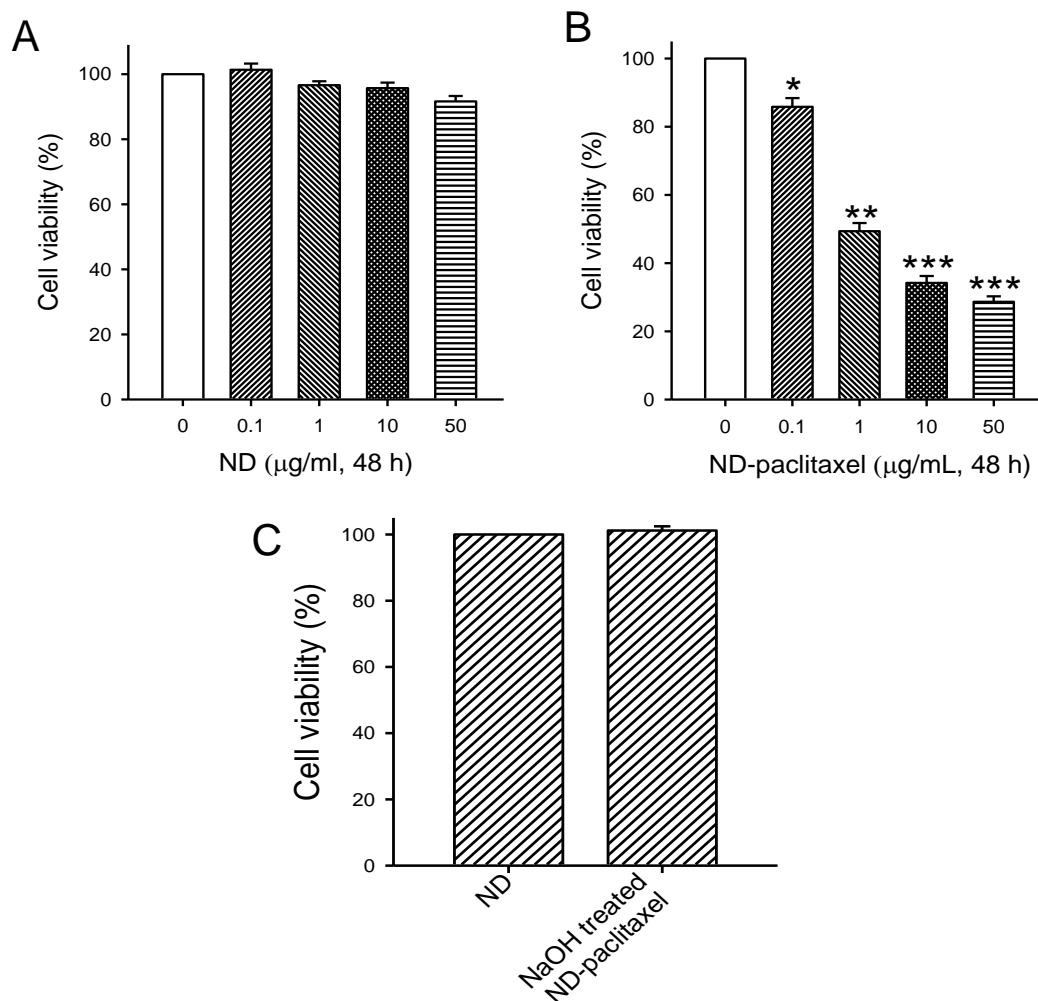 A
Cell viability (%)
100
80
60
40
20
0
0 0.1 1 10 50
ND (µg/ml, 48 h)
B
Cell viability (%)
100
80
60
40
20
0
*
**
***
***
0 0.1 1 10 50
ND-paclitaxel (µg/mL, 48 h)
C
Cell viability (%)
100
80
60
40
20
0
ND
NaOH treated
ND-paclitaxel